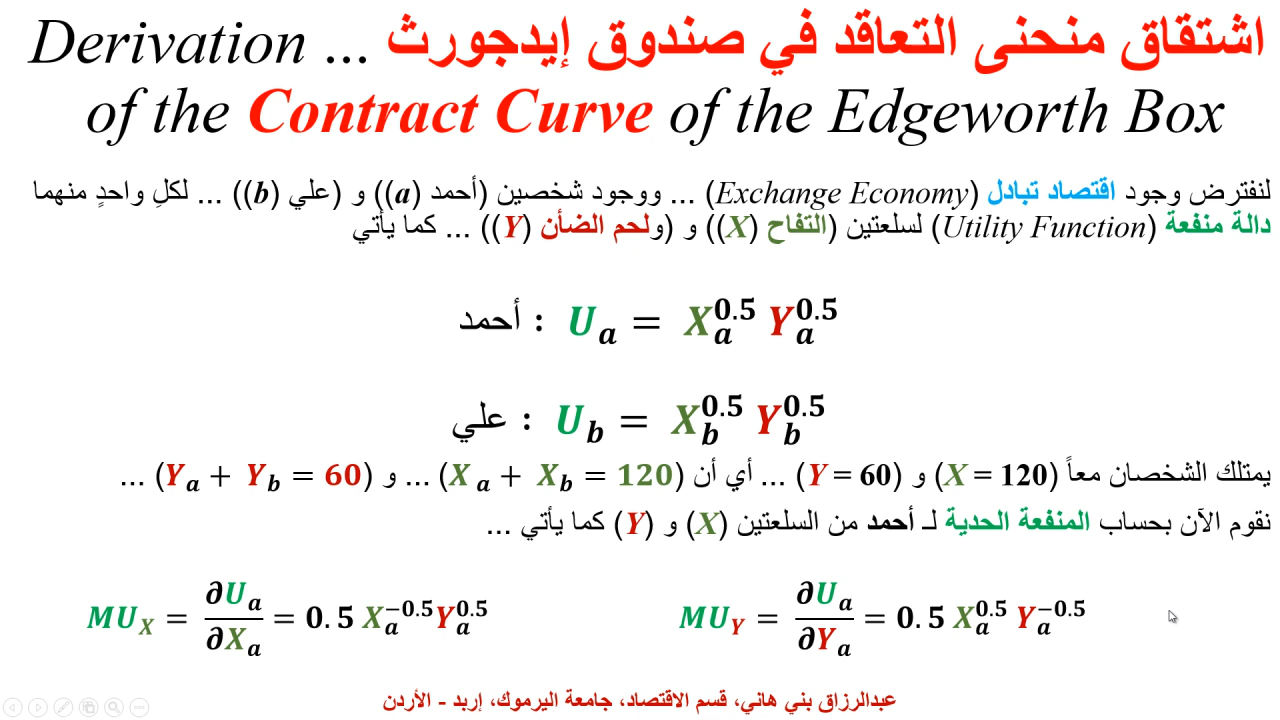 اشتقاق منحنى التعاقد في صندوق إيدجورث ... Derivation
of the Contract Curve of the Edgeworth Box
لنفترض وجود اقتصاد تبادل (Exchange Economy) ... ووجود شخصين (أحمد (a)) و (علي (b)) ... لكلِ واحدٍ منهما
دالة منفعة (Utility Function) لسلعتين (التفاح (X)) و (ولحم الضأن (Y)) ... كما يأتي
أحمد : U_a = X_a^0.5 Y_a^0.5
علي : U_b = X_b^0.5 Y_b^0.5
يمتلك الشخصان معاً (X = 120) و (Y = 60) ... أي أن (X_a + X_b = 120) ... و (Y_a + Y_b = 60) ...
نقوم الآن بحساب المنفعة الحدية لـ أحمد من السلعتين (X) و (Y) كما يأتي ...
MU_X = ∂U_a/∂X_a = 0.5 X_a^-0.5 Y_a^0.5
MU_Y = ∂U_a/∂Y_a = 0.5 X_a^0.5 Y_a^-0.5
عبدالرزاق بني هاني، قسم الاقتصاد، جامعة اليرموك، إربد - الأردن